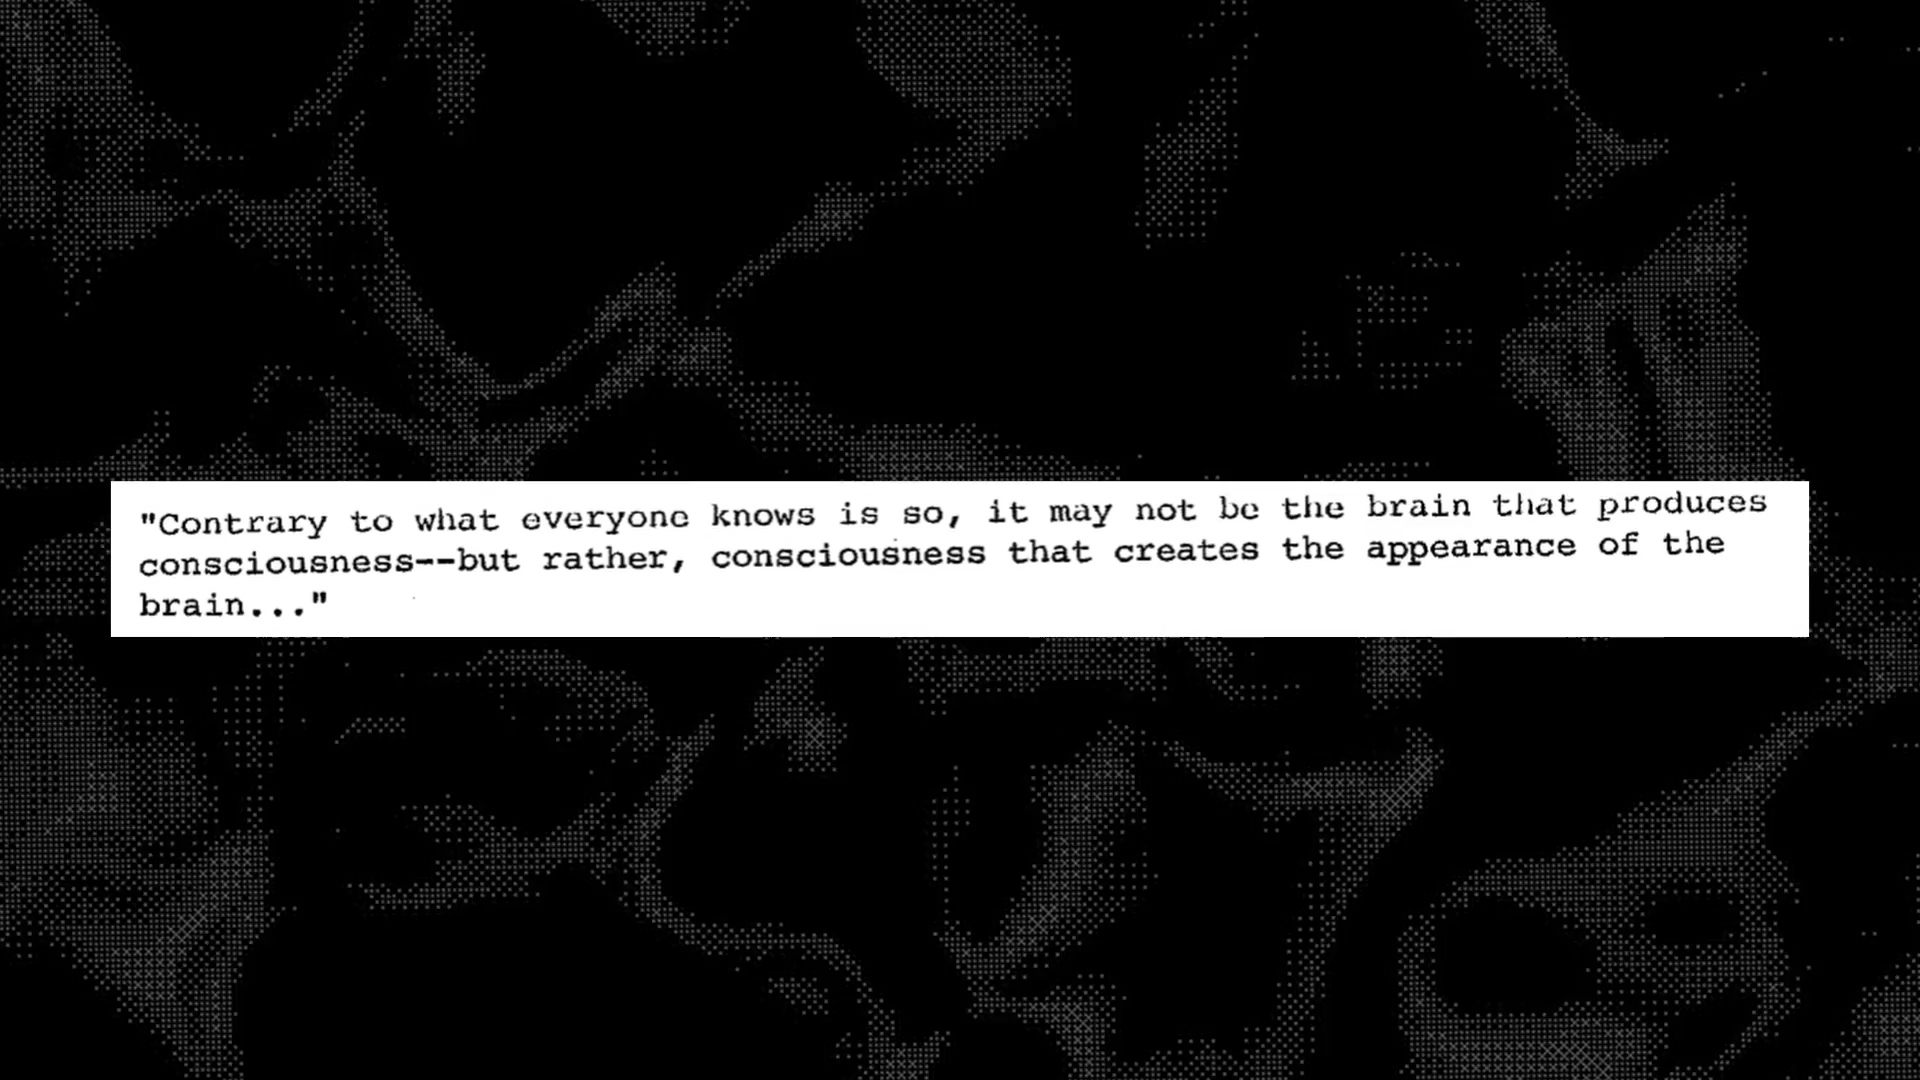 "Contrary to what everyone knows is so, it may not be the brain that produces
consciousness--but rather, consciousness that creates the appearance of the
brain..."